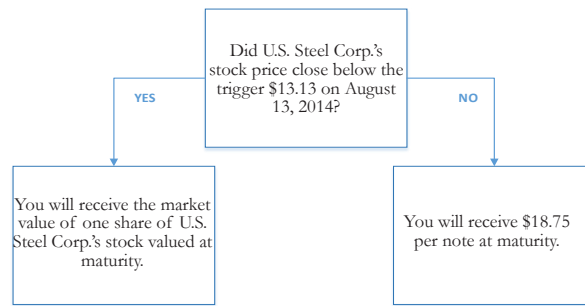 Did U.S. Steel Corp.'s
stock price close below the
trigger $13.13 on August
13, 2014?
YES
NO
You will receive the market
value of one share of U.S.
Steel Corp.'s stock valued at
maturity.
You will receive $18.75
per note at maturity.